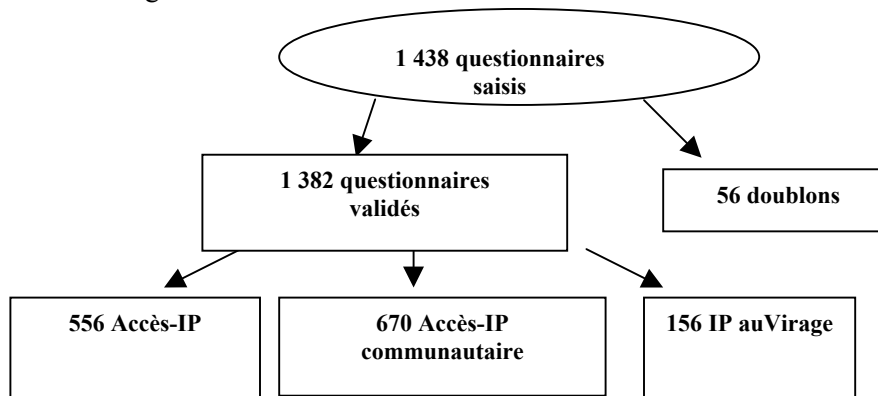 1 438 questionnaires
saisis
1 382 questionnaires
validés
56 doublons
556 Accès-IP
670 Accès-IP
communautaire
156 IP auVirage